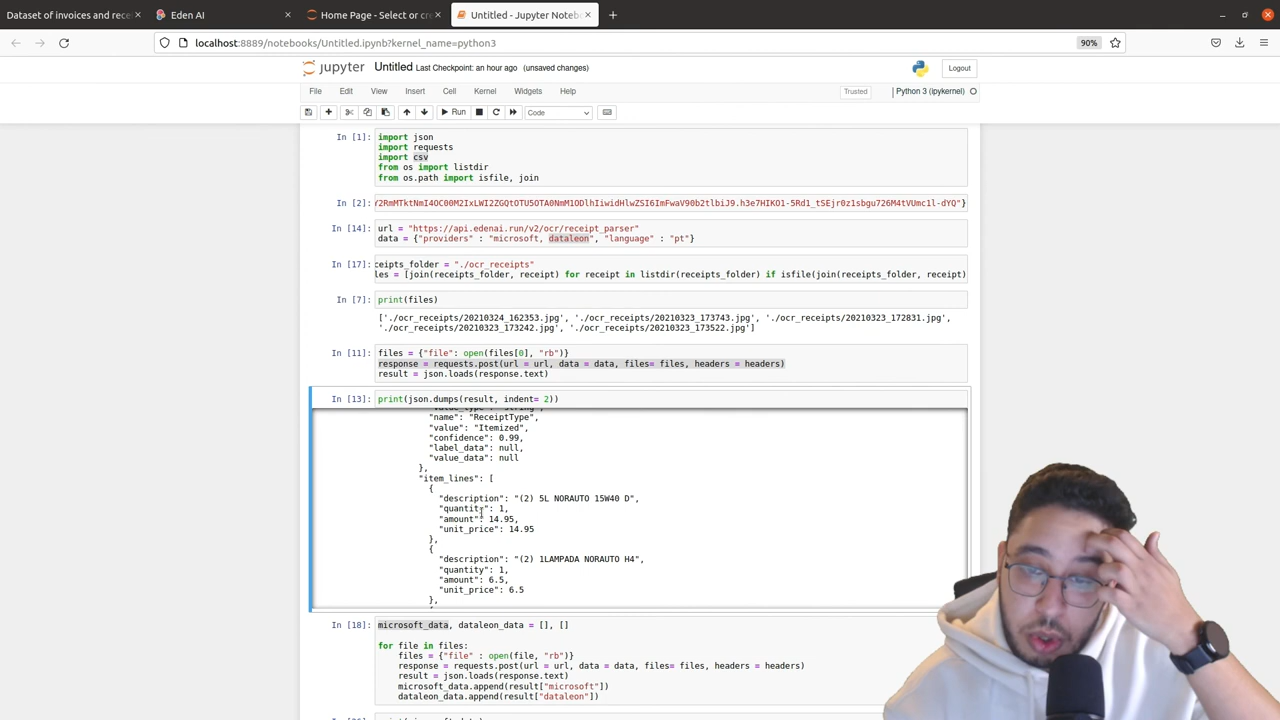 Dataset of invoices and rece
Eden AI
Home Page - Select or cre
Untitled - Jupyter Notebo
localhost:8889/notebooks/Untitled.ipynb?kernel_name=python3
90%
jupyter Untitled Last Checkpoint: an hour ago (unsaved changes)
Logout
File Edit View Insert Cell Kernel Widgets Help
Trusted
Python 3 (ipykernel)
Run
Code
In [1]: import json
import requests
import csv
from os import listdir
from os.path import isfile, join
In [2]:
In [14]: url = "https://api.edenai.run/v2/ocr/receipt_parser"
data = {"providers" : "microsoft, dataleon", "language" : "pt"}
In [17]: receipts_folder = "./ocr_receipts"
les = [join(receipts_folder, receipt) for receipt in listdir(receipts_folder) if isfile(join(receipts_folder, receipt)
In [7]: print(files)
['./ocr_receipts/20210324_162353.jpg', './ocr_receipts/20210323_173743.jpg', './ocr_receipts/20210323_172831.jpg',
'./ocr_receipts/20210323_173242.jpg', './ocr_receipts/20210323_173522.jpg']
In [11]: files = {"file": open(files[0], "rb")}
response = requests.post(url = url, data = data, files= files, headers = headers)
result = json.loads(response.text)
In [13]: print(json.dumps(result, indent= 2))
"value_type": "string",
"name": "ReceiptType",
"value": "Itemized",
"confidence": 0.99,
"label_data": null,
"value_data": null
},
"item_lines": [
{
"description": "(2) 5L NORAUTO 15W40 D",
"quantity": 1,
"amount": 14.95,
"unit_price": 14.95
},
{
"description": "(2) 1LAMPADA NORAUTO H4",
"quantity": 1,
"amount": 6.5,
"unit_price": 6.5
},
In [18]: microsoft_data, dataleon_data = [], []
for file in files:
files = {"file" : open(file, "rb")}
response = requests.post(url = url, data = data, files= files, headers = headers)
result = json.loads(response.text)
microsoft_data.append(result["microsoft"])
dataleon_data.append(result["dataleon"])